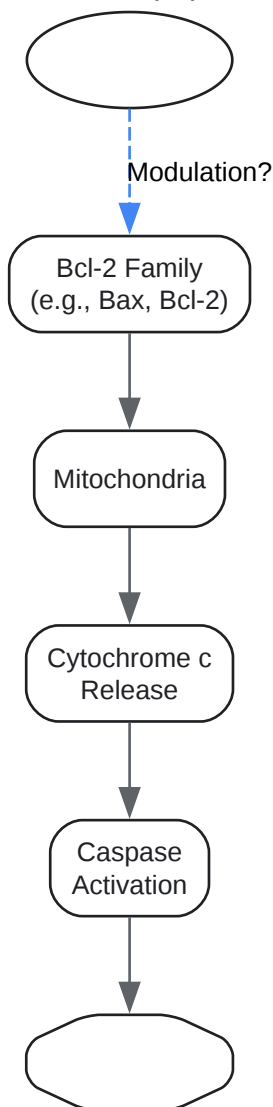 Modulation?
Bcl-2 Family
(e.g., Bax, Bcl-2)
Mitochondria
Cytochrome c
Release
Caspase
Activation